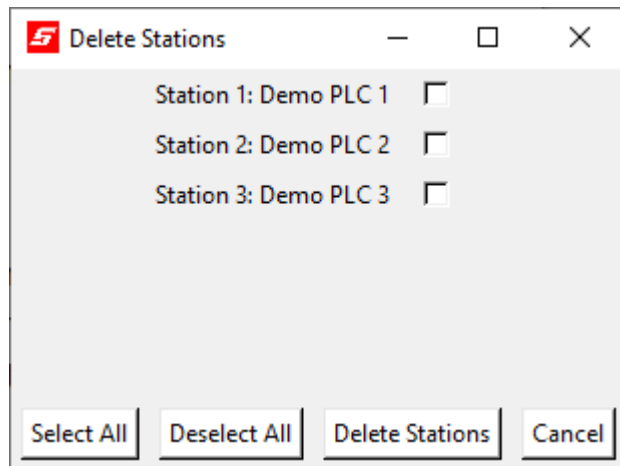 Delete Stations
Station 1: Demo PLC 1
Station 2: Demo PLC 2
Station 3: Demo PLC 3
Select All Deselect All Delete Stations Cancel